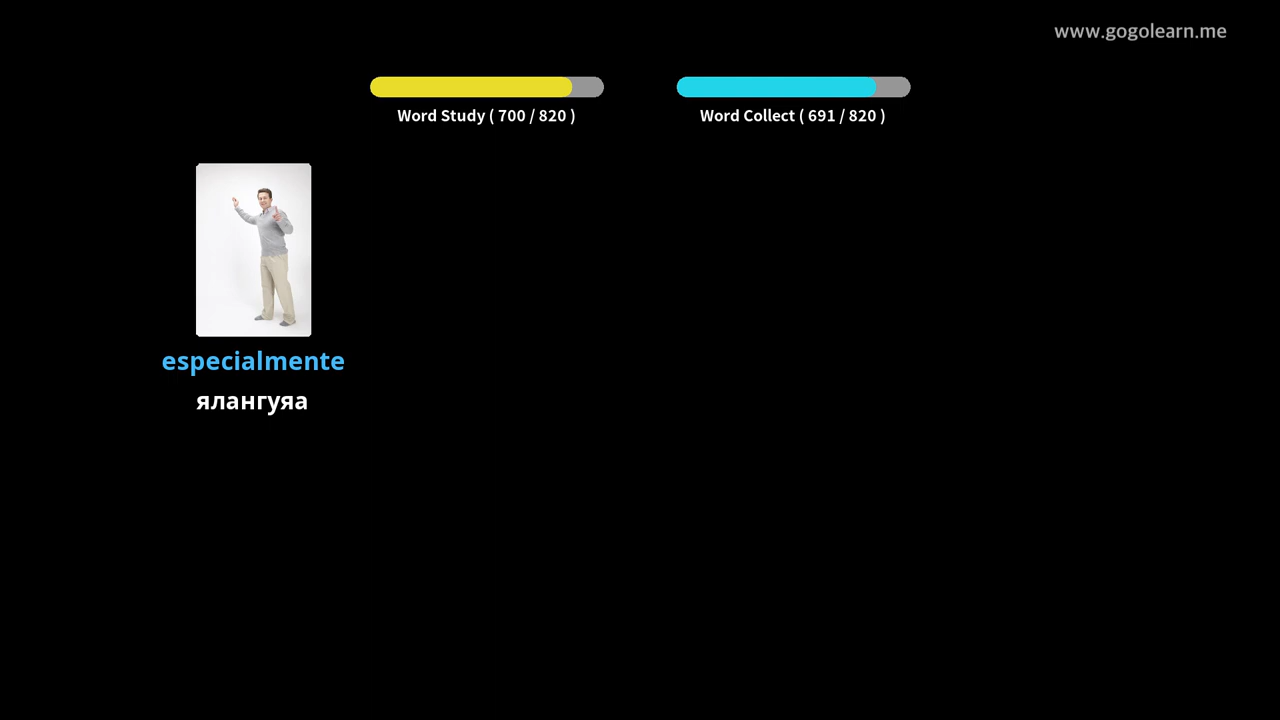 www.gogolearn.me
Word Study ( 700 / 820 )
Word Collect ( 691 / 820 )
especialmente
ялангуяа